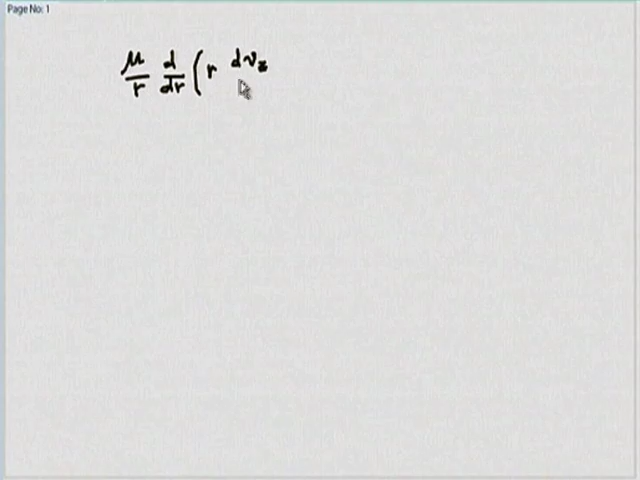 Page No: 1
μ/r d/dr ( r dv_z